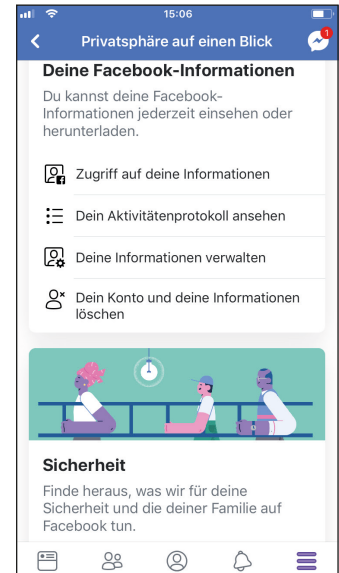 15:06
Privatsphäre auf einen Blick
1
Deine Facebook-Informationen
Du kannst deine Facebook-
Informationen jederzeit einsehen oder
herunterladen.
Zugriff auf deine Informationen
Dein Aktivitätenprotokoll ansehen
Deine Informationen verwalten
Dein Konto und deine Informationen
löschen
Sicherheit
Finde heraus, was wir für deine
Sicherheit und die deiner Familie auf
Facebook tun.